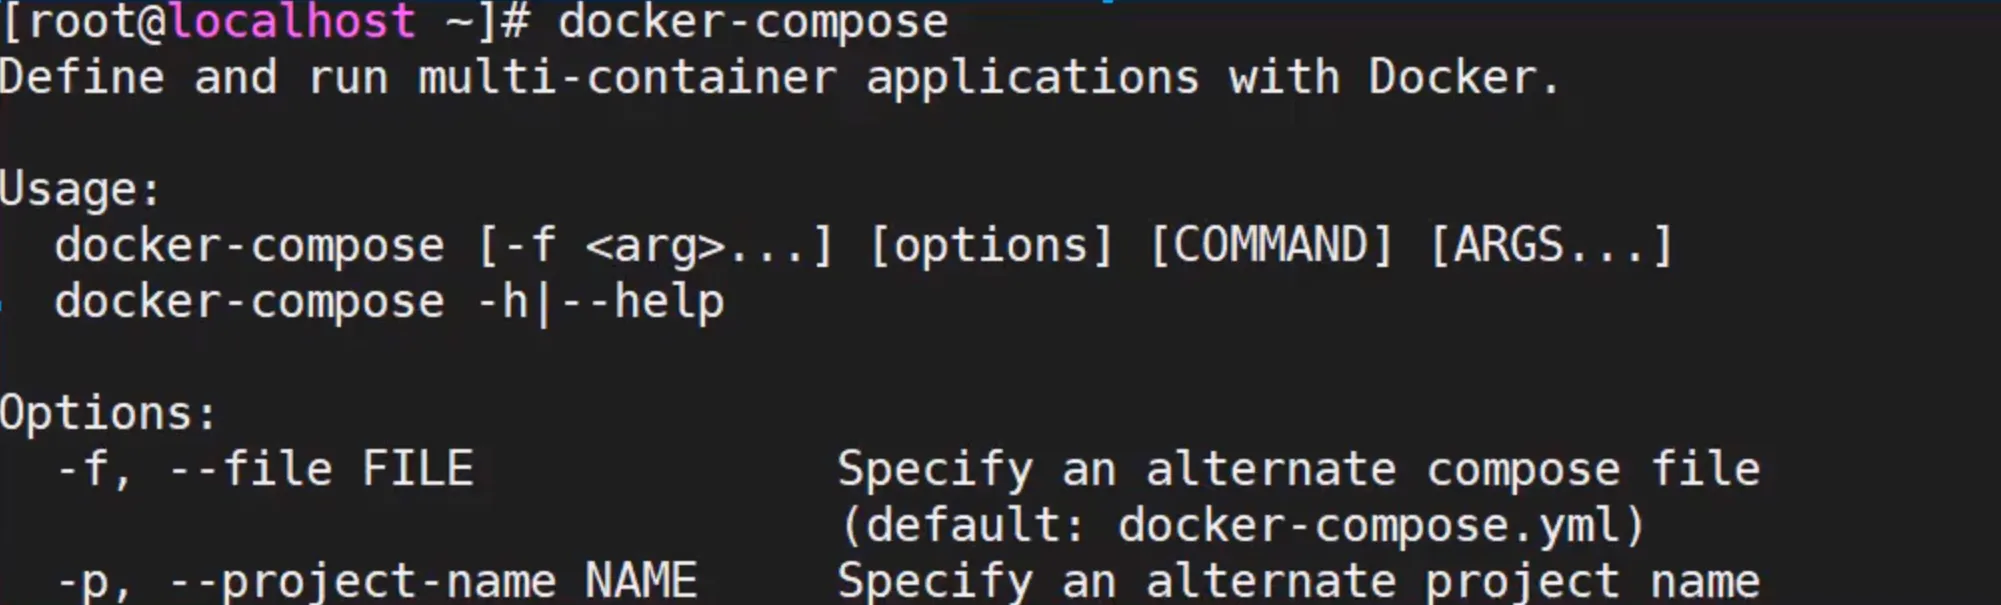 [root@localhost ~]# docker-compose
Define and run multi-container applications with Docker.
Usage:
docker-compose [-f <arg>...] [options] [COMMAND] [ARGS...]
docker-compose -h|--help
Options:
-f, --file FILE Specify an alternate compose file
(default: docker-compose.yml)
-p, --project-name NAME Specify an alternate project name